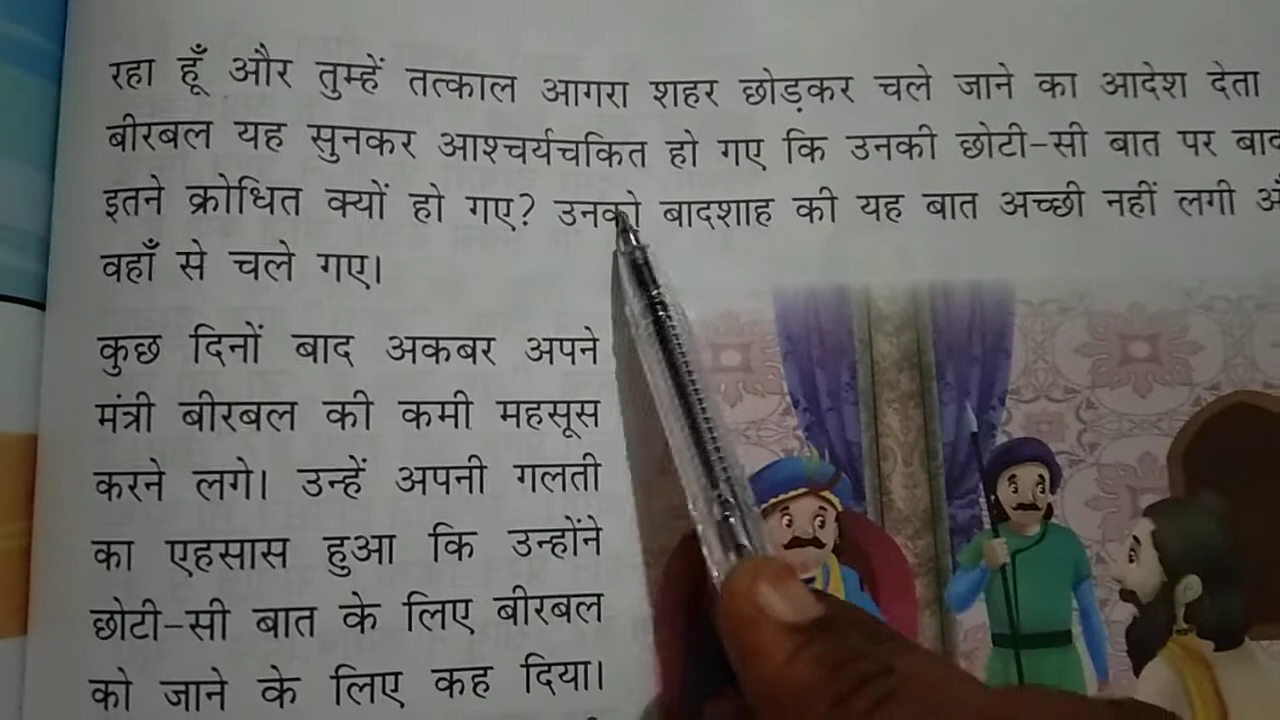 रहा हूँ और तुम्हें तत्काल आगरा शहर छोड़कर चले जाने का आदेश देता
बीरबल यह सुनकर आश्चर्यचकित हो गए कि उनकी छोटी-सी बात पर
इतने क्रोधित क्यों हो गए? उनको बादशाह की यह बात अच्छी नहीं लगी
वहाँ से चले गए।
कुछ दिनों बाद अकबर अपने
मंत्री बीरबल की कमी महसूस
करने लगे। उन्हें अपनी गलती
का एहसास हुआ कि उन्होंने
छोटी-सी बात के लिए बीरबल
को जाने के लिए कह दिया।